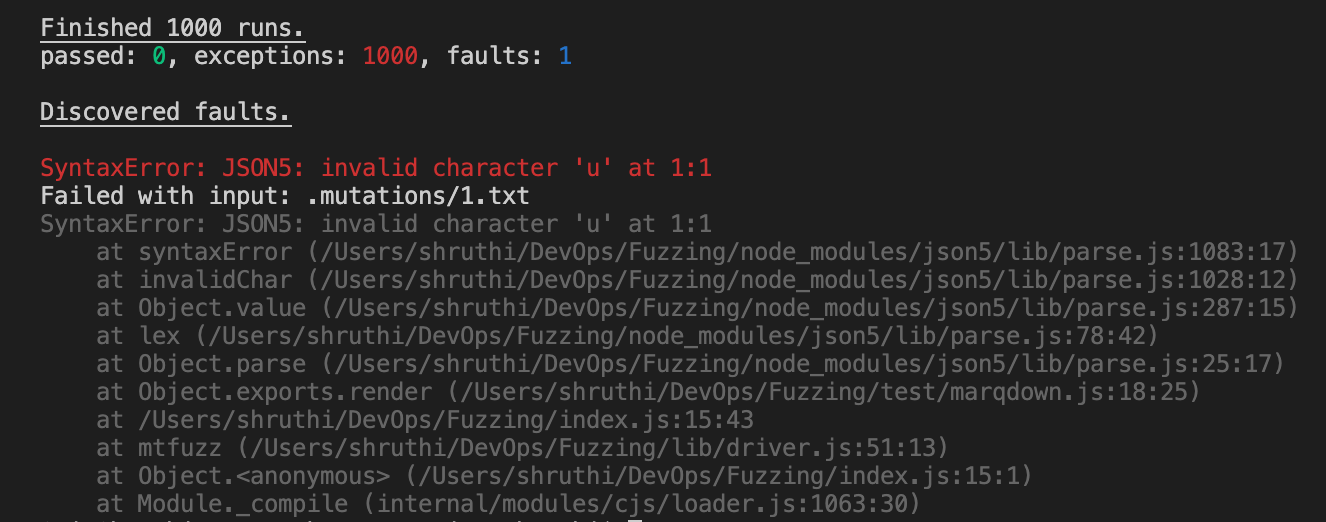 Finished 1000 runs.
passed: 0, exceptions: 1000, faults: 1
Discovered faults.
SyntaxError: JSON5: invalid character 'u' at 1:1
Failed with input: .mutations/1.txt
SyntaxError: JSON5: invalid character 'u' at 1:1
    at syntaxError (/Users/shruthi/DevOps/Fuzzing/node_modules/json5/lib/parse.js:1083:17)
    at invalidChar (/Users/shruthi/DevOps/Fuzzing/node_modules/json5/lib/parse.js:1028:12)
    at Object.value (/Users/shruthi/DevOps/Fuzzing/node_modules/json5/lib/parse.js:287:15)
    at lex (/Users/shruthi/DevOps/Fuzzing/node_modules/json5/lib/parse.js:78:42)
    at Object.parse (/Users/shruthi/DevOps/Fuzzing/node_modules/json5/lib/parse.js:25:17)
    at Object.exports.render (/Users/shruthi/DevOps/Fuzzing/test/marqdown.js:18:25)
    at /Users/shruthi/DevOps/Fuzzing/index.js:15:43
    at mtfuzz (/Users/shruthi/DevOps/Fuzzing/lib/driver.js:51:13)
    at Object.<anonymous> (/Users/shruthi/DevOps/Fuzzing/index.js:15:1)
    at Module._compile (internal/modules/cjs/loader.js:1063:30)